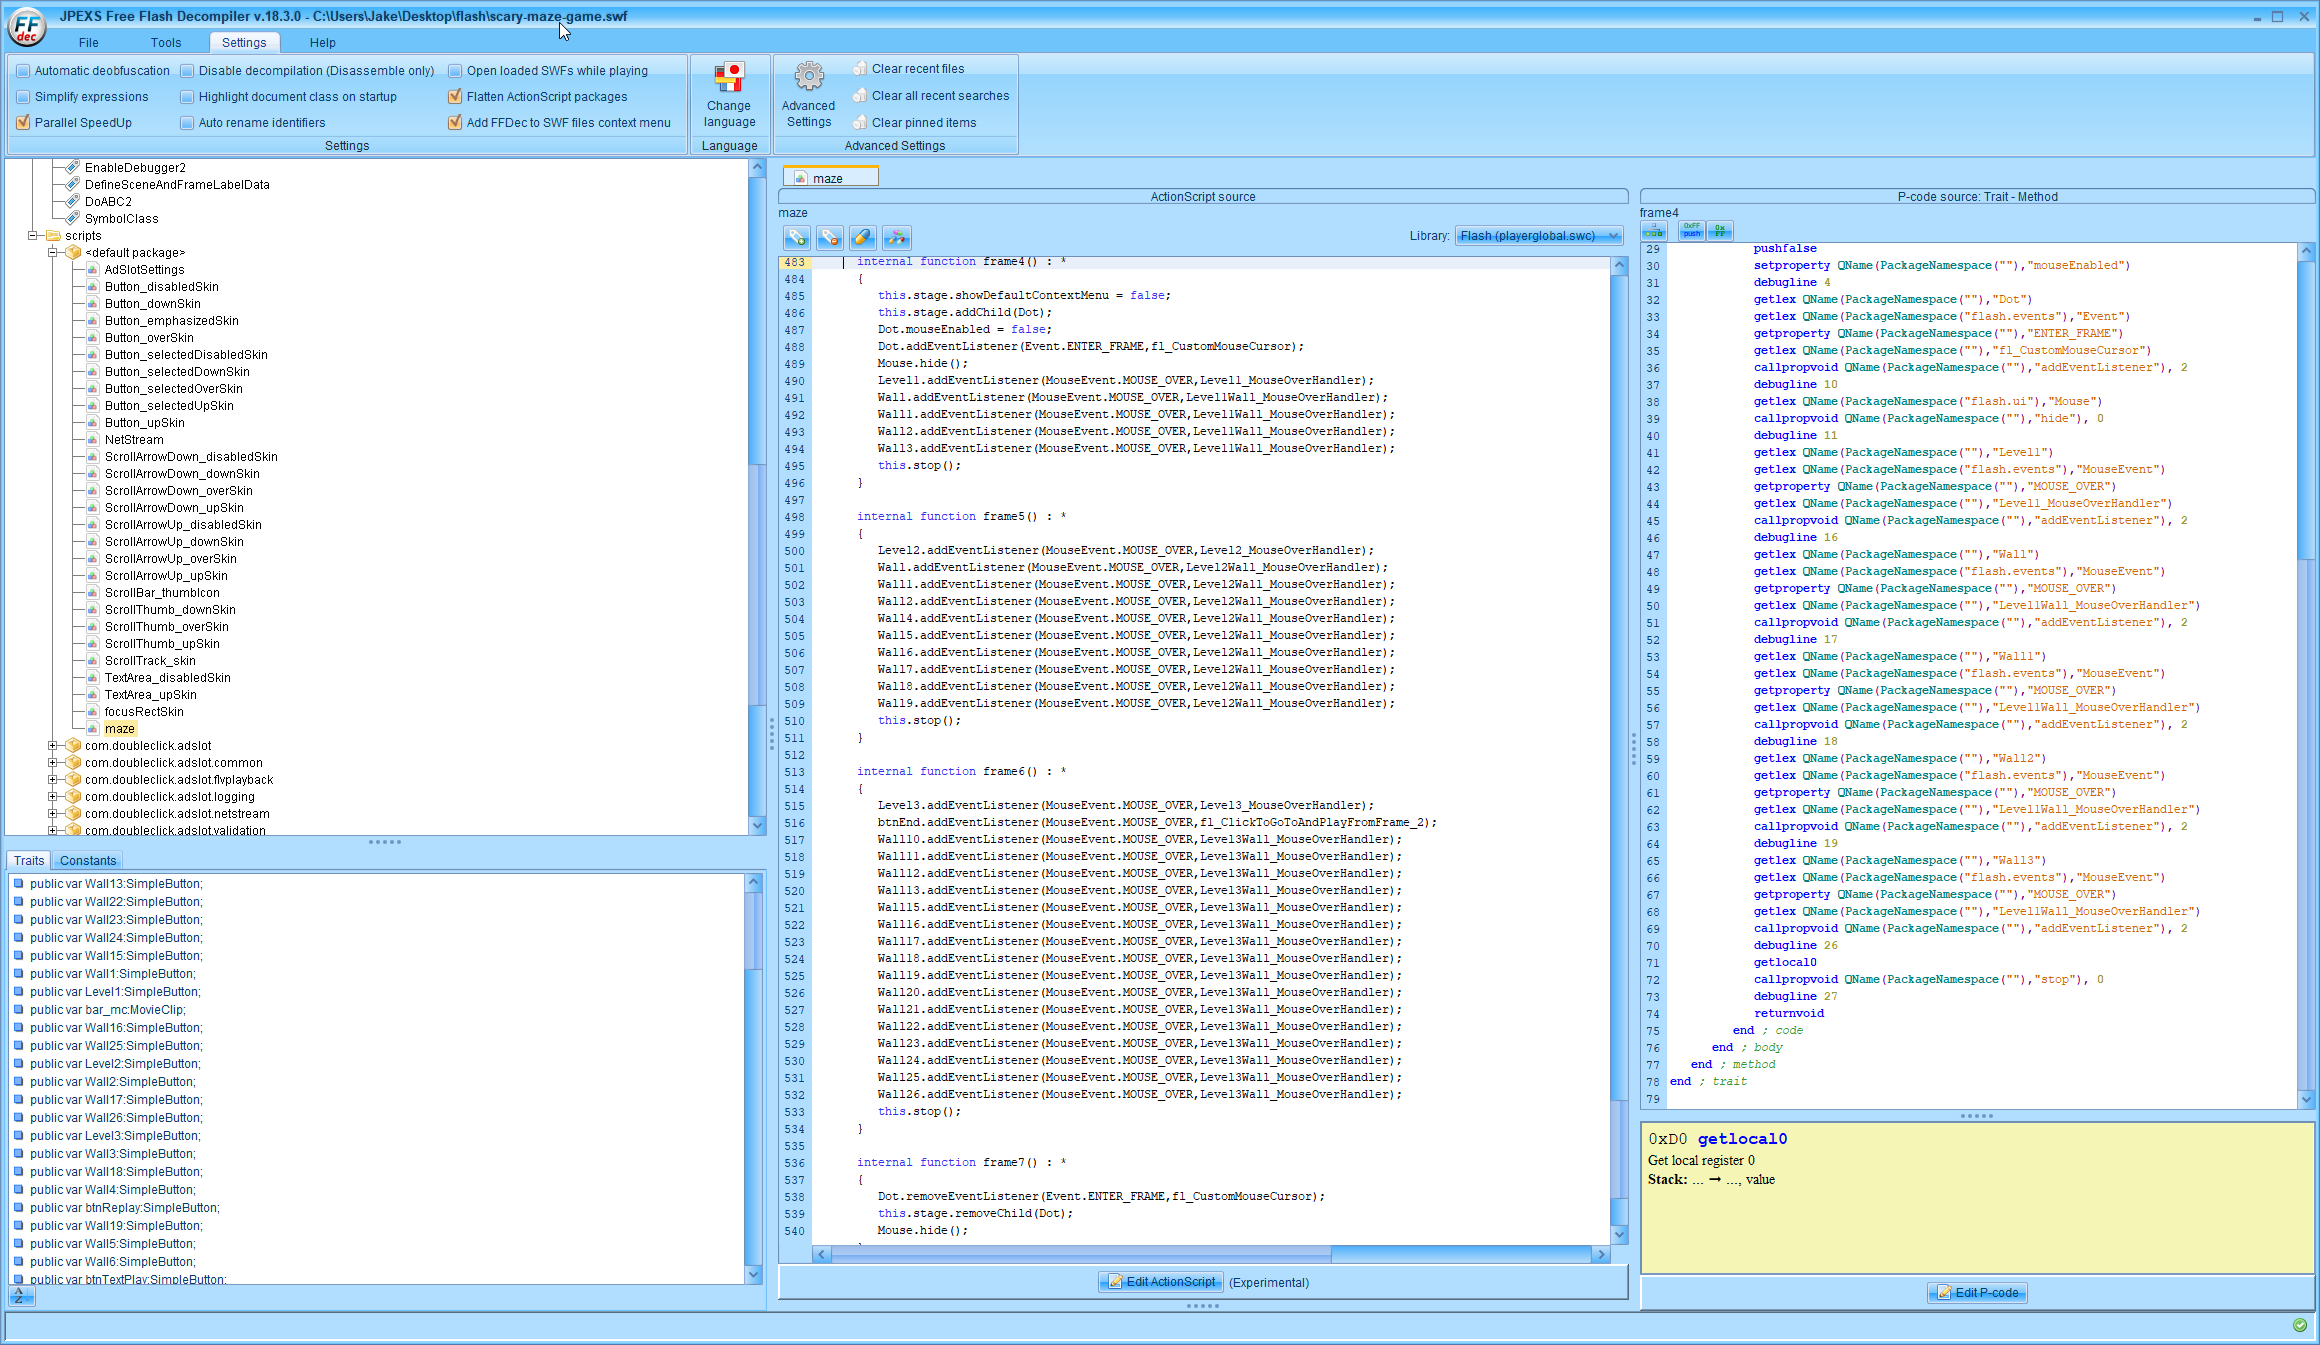 JPEXS Free Flash Decompiler v.18.3.0 - C:\Users\Jake\Desktop\flash\scary-maze-game.swf
FF dec
File Tools Settings Help
Automatic deobfuscation Disable decompilation (Disassemble only) Open loaded SWFs while playing
Simplify expressions Highlight document class on startup Flatten ActionScript packages
Parallel SpeedUp Auto rename identifiers Add FFDec to SWF files context menu
Settings
Change language
Language
Advanced Settings
Clear recent files
Clear all recent searches
Clear pinned items
Advanced Settings
EnableDebugger2
DefineSceneAndFrameLabelData
DoABC2
SymbolClass
scripts
<default package>
AdSlotSettings
Button_disabledSkin
Button_downSkin
Button_emphasizedSkin
Button_overSkin
Button_selectedDisabledSkin
Button_selectedDownSkin
Button_selectedOverSkin
Button_selectedUpSkin
Button_upSkin
NetStream
ScrollArrowDown_disabledSkin
ScrollArrowDown_downSkin
ScrollArrowDown_overSkin
ScrollArrowDown_upSkin
ScrollArrowUp_disabledSkin
ScrollArrowUp_downSkin
ScrollArrowUp_overSkin
ScrollArrowUp_upSkin
ScrollBar_thumbIcon
ScrollThumb_downSkin
ScrollThumb_overSkin
ScrollThumb_upSkin
ScrollTrack_skin
TextArea_disabledSkin
TextArea_upSkin
focusRectSkin
maze
com.doubleclick.adslot
com.doubleclick.adslot.common
com.doubleclick.adslot.flvplayback
com.doubleclick.adslot.logging
com.doubleclick.adslot.netstream
com.doubleclick.adslot.validation
Traits Constants
public var Wall13:SimpleButton;
public var Wall22:SimpleButton;
public var Wall23:SimpleButton;
public var Wall24:SimpleButton;
public var Wall15:SimpleButton;
public var Wall1:SimpleButton;
public var Level1:SimpleButton;
public var bar_mc:MovieClip;
public var Wall16:SimpleButton;
public var Wall25:SimpleButton;
public var Level2:SimpleButton;
public var Wall2:SimpleButton;
public var Wall17:SimpleButton;
public var Wall26:SimpleButton;
public var Level3:SimpleButton;
public var Wall3:SimpleButton;
public var Wall18:SimpleButton;
public var Wall4:SimpleButton;
public var btnReplay:SimpleButton;
public var Wall19:SimpleButton;
public var Wall5:SimpleButton;
public var Wall6:SimpleButton;
public var btnTextPlay:SimpleButton;
A Z
maze
ActionScript source
maze
Library: Flash (playerglobal.swc)
483 internal function frame4() : *
484 {
485 this.stage.showDefaultContextMenu = false;
486 this.stage.addChild(Dot);
487 Dot.mouseEnabled = false;
488 Dot.addEventListener(Event.ENTER_FRAME,fl_CustomMouseCursor);
489 Mouse.hide();
490 Level1.addEventListener(MouseEvent.MOUSE_OVER,Level1_MouseOverHandler);
491 Wall.addEventListener(MouseEvent.MOUSE_OVER,Level1Wall_MouseOverHandler);
492 Wall1.addEventListener(MouseEvent.MOUSE_OVER,Level1Wall_MouseOverHandler);
493 Wall2.addEventListener(MouseEvent.MOUSE_OVER,Level1Wall_MouseOverHandler);
494 Wall3.addEventListener(MouseEvent.MOUSE_OVER,Level1Wall_MouseOverHandler);
495 this.stop();
496 }
497
498 internal function frame5() : *
499 {
500 Level2.addEventListener(MouseEvent.MOUSE_OVER,Level2_MouseOverHandler);
501 Wall.addEventListener(MouseEvent.MOUSE_OVER,Level2Wall_MouseOverHandler);
502 Wall1.addEventListener(MouseEvent.MOUSE_OVER,Level2Wall_MouseOverHandler);
503 Wall2.addEventListener(MouseEvent.MOUSE_OVER,Level2Wall_MouseOverHandler);
504 Wall4.addEventListener(MouseEvent.MOUSE_OVER,Level2Wall_MouseOverHandler);
505 Wall5.addEventListener(MouseEvent.MOUSE_OVER,Level2Wall_MouseOverHandler);
506 Wall6.addEventListener(MouseEvent.MOUSE_OVER,Level2Wall_MouseOverHandler);
507 Wall7.addEventListener(MouseEvent.MOUSE_OVER,Level2Wall_MouseOverHandler);
508 Wall8.addEventListener(MouseEvent.MOUSE_OVER,Level2Wall_MouseOverHandler);
509 Wall9.addEventListener(MouseEvent.MOUSE_OVER,Level2Wall_MouseOverHandler);
510 this.stop();
511 }
512
513 internal function frame6() : *
514 {
515 Level3.addEventListener(MouseEvent.MOUSE_OVER,Level3_MouseOverHandler);
516 btnEnd.addEventListener(MouseEvent.MOUSE_OVER,fl_ClickToGoToAndPlayFromFrame_2);
517 Wall10.addEventListener(MouseEvent.MOUSE_OVER,Level3Wall_MouseOverHandler);
518 Wall11.addEventListener(MouseEvent.MOUSE_OVER,Level3Wall_MouseOverHandler);
519 Wall12.addEventListener(MouseEvent.MOUSE_OVER,Level3Wall_MouseOverHandler);
520 Wall13.addEventListener(MouseEvent.MOUSE_OVER,Level3Wall_MouseOverHandler);
521 Wall15.addEventListener(MouseEvent.MOUSE_OVER,Level3Wall_MouseOverHandler);
522 Wall16.addEventListener(MouseEvent.MOUSE_OVER,Level3Wall_MouseOverHandler);
523 Wall17.addEventListener(MouseEvent.MOUSE_OVER,Level3Wall_MouseOverHandler);
524 Wall18.addEventListener(MouseEvent.MOUSE_OVER,Level3Wall_MouseOverHandler);
525 Wall19.addEventListener(MouseEvent.MOUSE_OVER,Level3Wall_MouseOverHandler);
526 Wall20.addEventListener(MouseEvent.MOUSE_OVER,Level3Wall_MouseOverHandler);
527 Wall21.addEventListener(MouseEvent.MOUSE_OVER,Level3Wall_MouseOverHandler);
528 Wall22.addEventListener(MouseEvent.MOUSE_OVER,Level3Wall_MouseOverHandler);
529 Wall23.addEventListener(MouseEvent.MOUSE_OVER,Level3Wall_MouseOverHandler);
530 Wall24.addEventListener(MouseEvent.MOUSE_OVER,Level3Wall_MouseOverHandler);
531 Wall25.addEventListener(MouseEvent.MOUSE_OVER,Level3Wall_MouseOverHandler);
532 Wall26.addEventListener(MouseEvent.MOUSE_OVER,Level3Wall_MouseOverHandler);
533 this.stop();
534 }
535
536 internal function frame7() : *
537 {
538 Dot.removeEventListener(Event.ENTER_FRAME,fl_CustomMouseCursor);
539 this.stage.removeChild(Dot);
540 Mouse.hide();
Edit ActionScript (Experimental)
P-code source: Trait - Method
frame4
0xFF push 0x FF
29 pushfalse
30 setproperty QName(PackageNamespace(""),"mouseEnabled")
31 debugline 4
32 getlex QName(PackageNamespace(""),"Dot")
33 getlex QName(PackageNamespace("flash.events"),"Event")
34 getproperty QName(PackageNamespace(""),"ENTER_FRAME")
35 getlex QName(PackageNamespace(""),"fl_CustomMouseCursor")
36 callpropvoid QName(PackageNamespace(""),"addEventListener"), 2
37 debugline 10
38 getlex QName(PackageNamespace("flash.ui"),"Mouse")
39 callpropvoid QName(PackageNamespace(""),"hide"), 0
40 debugline 11
41 getlex QName(PackageNamespace(""),"Level1")
42 getlex QName(PackageNamespace("flash.events"),"MouseEvent")
43 getproperty QName(PackageNamespace(""),"MOUSE_OVER")
44 getlex QName(PackageNamespace(""),"Level1_MouseOverHandler")
45 callpropvoid QName(PackageNamespace(""),"addEventListener"), 2
46 debugline 16
47 getlex QName(PackageNamespace(""),"Wall")
48 getlex QName(PackageNamespace("flash.events"),"MouseEvent")
49 getproperty QName(PackageNamespace(""),"MOUSE_OVER")
50 getlex QName(PackageNamespace(""),"Level1Wall_MouseOverHandler")
51 callpropvoid QName(PackageNamespace(""),"addEventListener"), 2
52 debugline 17
53 getlex QName(PackageNamespace(""),"Wall1")
54 getlex QName(PackageNamespace("flash.events"),"MouseEvent")
55 getproperty QName(PackageNamespace(""),"MOUSE_OVER")
56 getlex QName(PackageNamespace(""),"Level1Wall_MouseOverHandler")
57 callpropvoid QName(PackageNamespace(""),"addEventListener"), 2
58 debugline 18
59 getlex QName(PackageNamespace(""),"Wall2")
60 getlex QName(PackageNamespace("flash.events"),"MouseEvent")
61 getproperty QName(PackageNamespace(""),"MOUSE_OVER")
62 getlex QName(PackageNamespace(""),"Level1Wall_MouseOverHandler")
63 callpropvoid QName(PackageNamespace(""),"addEventListener"), 2
64 debugline 19
65 getlex QName(PackageNamespace(""),"Wall3")
66 getlex QName(PackageNamespace("flash.events"),"MouseEvent")
67 getproperty QName(PackageNamespace(""),"MOUSE_OVER")
68 getlex QName(PackageNamespace(""),"Level1Wall_MouseOverHandler")
69 callpropvoid QName(PackageNamespace(""),"addEventListener"), 2
70 debugline 26
71 getlocal0
72 callpropvoid QName(PackageNamespace(""),"stop"), 0
73 debugline 27
74 returnvoid
75 end ; code
76 end ; body
77 end ; method
78 end ; trait
79
0xD0 getlocal0
Get local register 0
Stack: ... → ..., value
Edit P-code